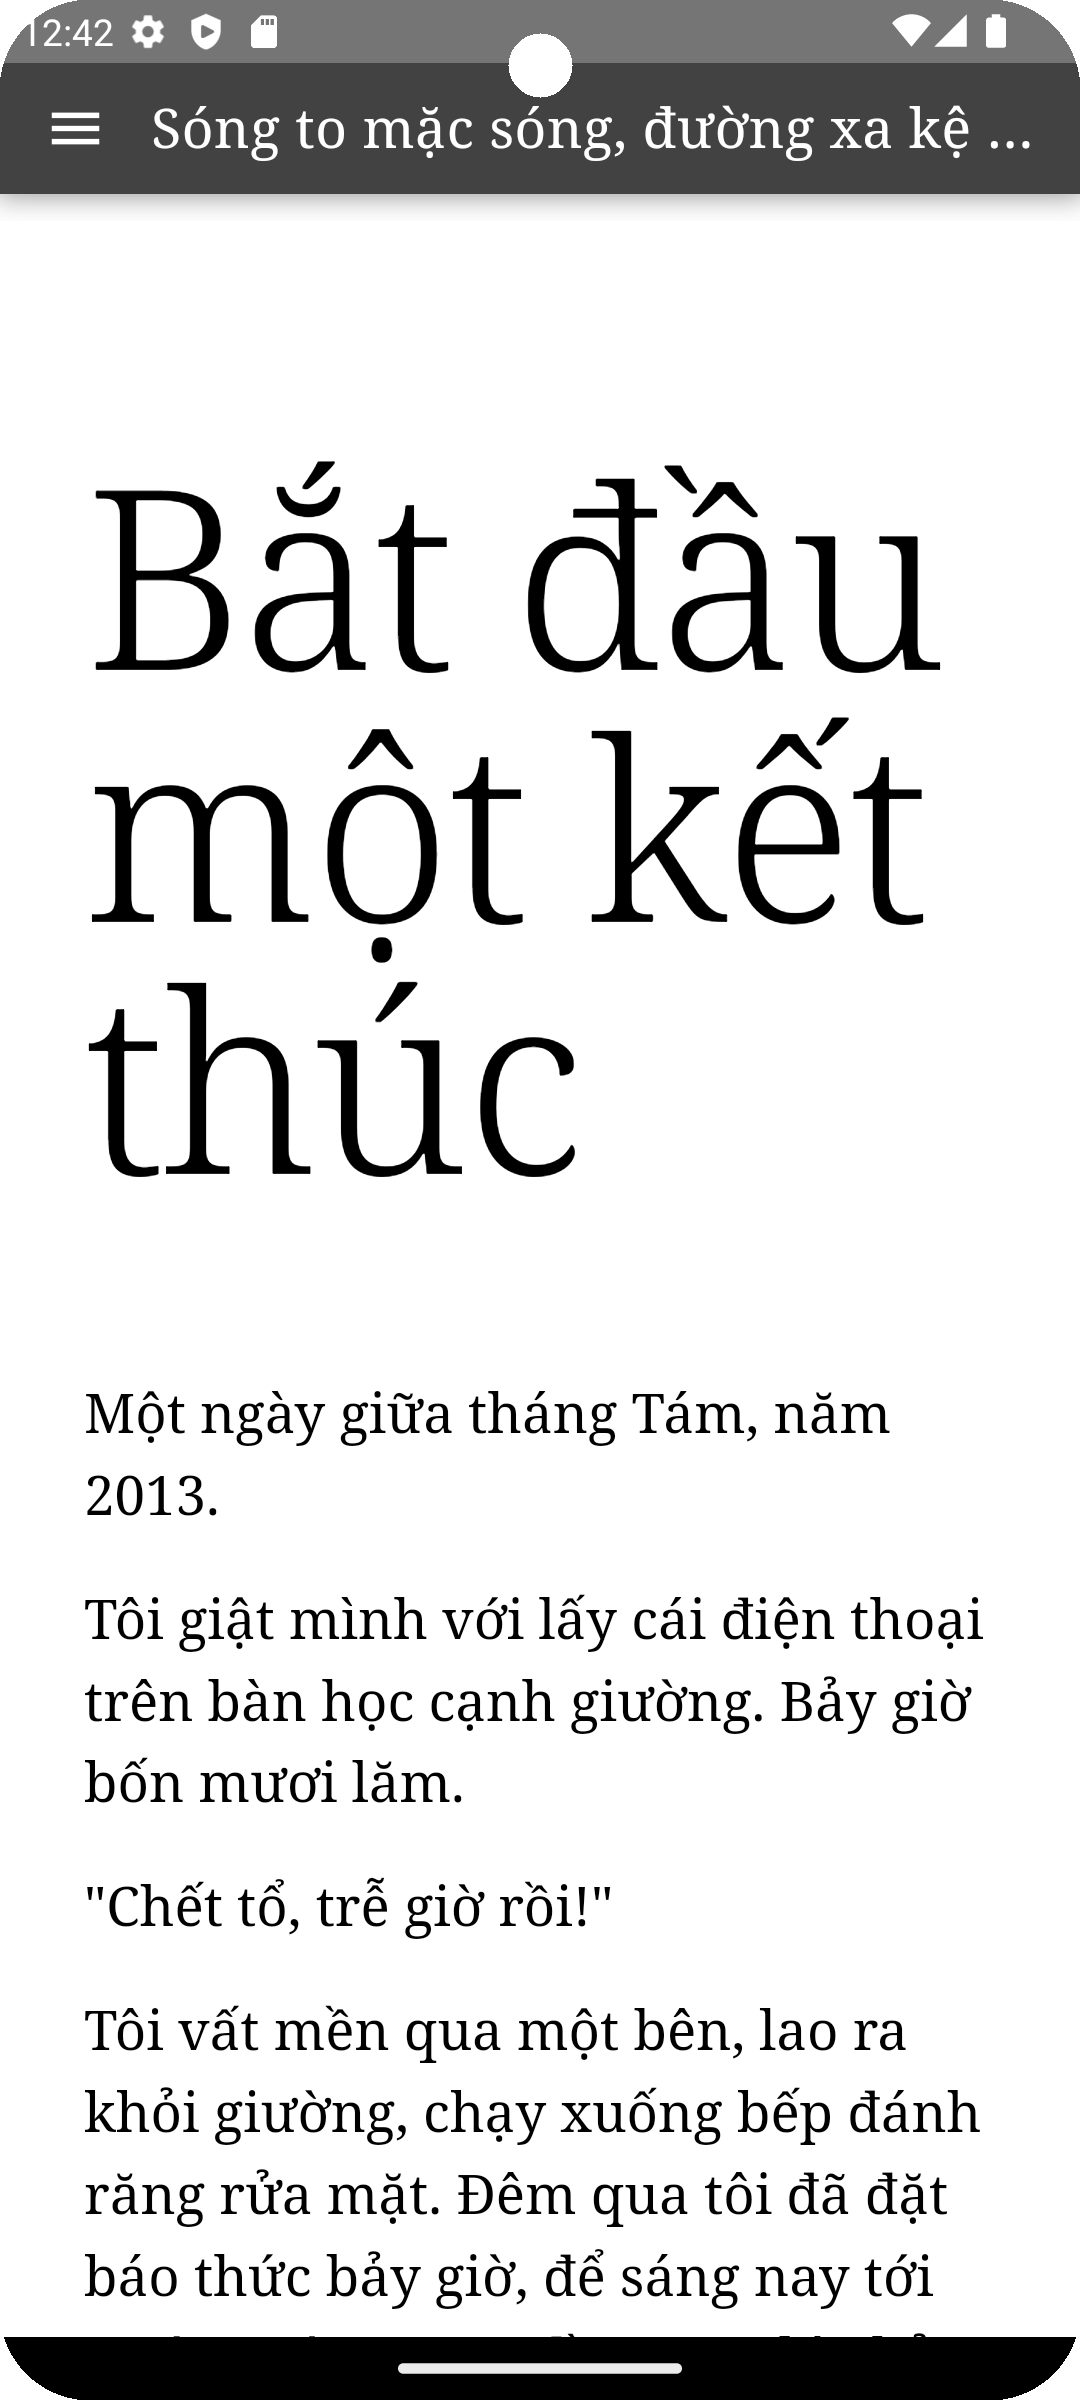 12:42
Sóng to mặc sóng, đường xa kệ ...
Bắt đầu
một kết
thúc
Một ngày giữa tháng Tám, năm
2013.
Tôi giật mình với lấy cái điện thoại
trên bàn học cạnh giường. Bảy giờ
bốn mươi lăm.
"Chết tổ, trễ giờ rồi!"
Tôi vất mền qua một bên, lao ra
khỏi giường, chạy xuống bếp đánh
răng rửa mặt. Đêm qua tôi đã đặt
báo thức bảy giờ, để sáng nay tới